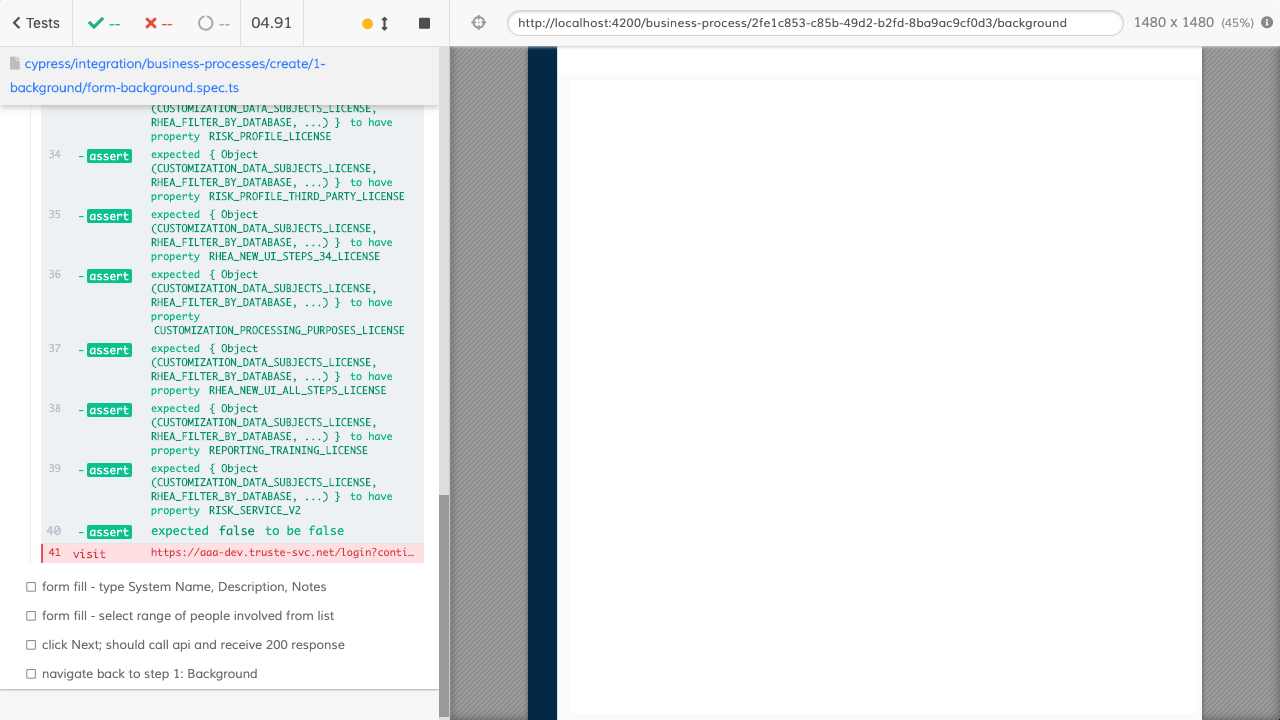 Tests
--
--
--
04.91
http://localhost:4200/business-process/2fe1c853-c85b-49d2-b2fd-8ba9ac9cf0d3/background
1480 x 1480 (45%)
cypress/integration/business-processes/create/1-
background/form-background.spec.ts
(CUSTOMIZATION_DATA_SUBJECTS_LICENSE,
RHEA_FILTER_BY_DATABASE, ...) } to have
property RISK_PROFILE_LICENSE
34 - assert expected { Object
(CUSTOMIZATION_DATA_SUBJECTS_LICENSE,
RHEA_FILTER_BY_DATABASE, ...) } to have
property RISK_PROFILE_THIRD_PARTY_LICENSE
35 - assert expected { Object
(CUSTOMIZATION_DATA_SUBJECTS_LICENSE,
RHEA_FILTER_BY_DATABASE, ...) } to have
property RHEA_NEW_UI_STEPS_34_LICENSE
36 - assert expected { Object
(CUSTOMIZATION_DATA_SUBJECTS_LICENSE,
RHEA_FILTER_BY_DATABASE, ...) } to have
property
CUSTOMIZATION_PROCESSING_PURPOSES_LICENSE
37 - assert expected { Object
(CUSTOMIZATION_DATA_SUBJECTS_LICENSE,
RHEA_FILTER_BY_DATABASE, ...) } to have
property RHEA_NEW_UI_ALL_STEPS_LICENSE
38 - assert expected { Object
(CUSTOMIZATION_DATA_SUBJECTS_LICENSE,
RHEA_FILTER_BY_DATABASE, ...) } to have
property REPORTING_TRAINING_LICENSE
39 - assert expected { Object
(CUSTOMIZATION_DATA_SUBJECTS_LICENSE,
RHEA_FILTER_BY_DATABASE, ...) } to have
property RISK_SERVICE_V2
40 - assert expected false to be false
41 visit https://aaa-dev.truste-svc.net/login?conti...
form fill - type System Name, Description, Notes
form fill - select range of people involved from list
click Next; should call api and receive 200 response
navigate back to step 1: Background